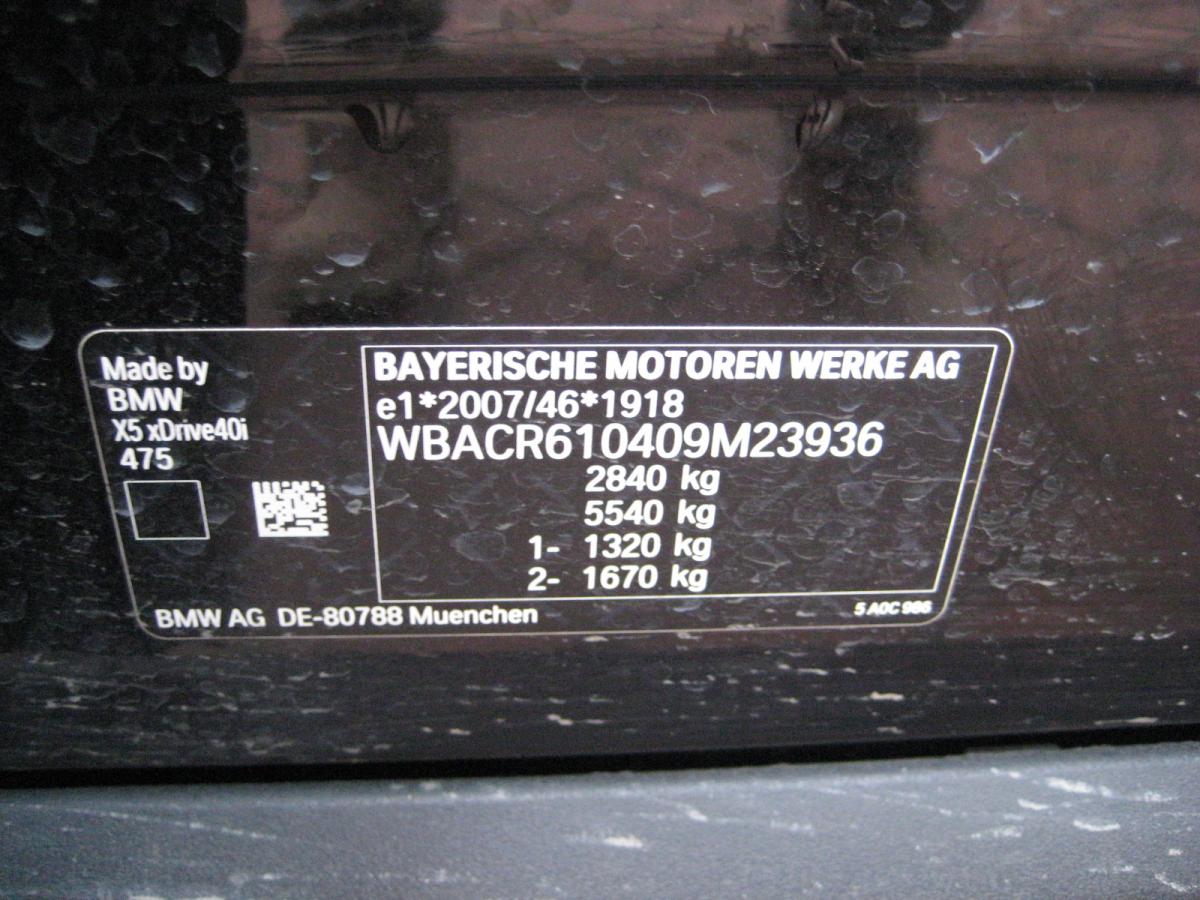 Made by
BMW
X5 xDrive40i
475
BAYERISCHE MOTOREN WERKE AG
e1*2007/46*1918
WBACR610409M23936
2840 kg
5540 kg
1- 1320 kg
2- 1670 kg
BMW AG DE-80788 Muenchen
5 A0C 986